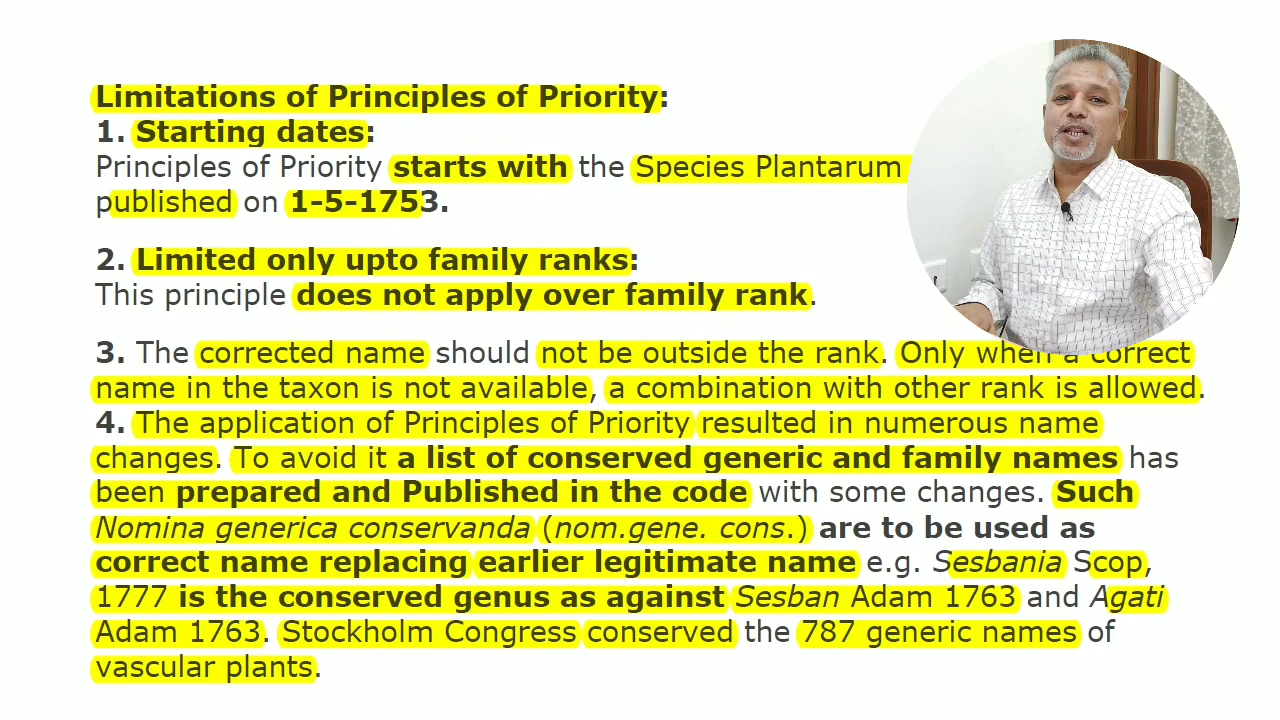 Limitations of Principles of Priority:
1. Starting dates:
Principles of Priority starts with the Species Plantarum
published on 1-5-1753.
2. Limited only upto family ranks:
This principle does not apply over family rank.
3. The corrected name should not be outside the rank. Only when a correct
name in the taxon is not available, a combination with other rank is allowed.
4. The application of Principles of Priority resulted in numerous name
changes. To avoid it a list of conserved generic and family names has
been prepared and Published in the code with some changes. Such
Nomina generica conservanda (nom.gene. cons.) are to be used as
correct name replacing earlier legitimate name e.g. Sesbania Scop,
1777 is the conserved genus as against Sesban Adam 1763 and Agati
Adam 1763. Stockholm Congress conserved the 787 generic names of
vascular plants.